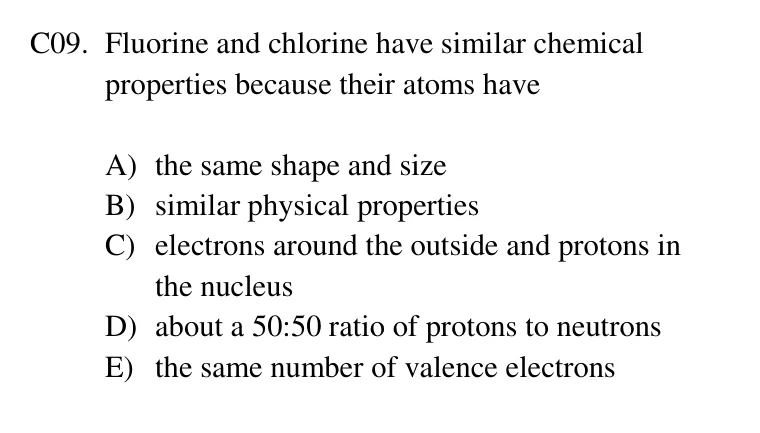 C09. Fluorine and chlorine have similar chemical
properties because their atoms have
A) the same shape and size
B) similar physical properties
C) electrons around the outside and protons in
the nucleus
D) about a 50:50 ratio of protons to neutrons
E) the same number of valence electrons